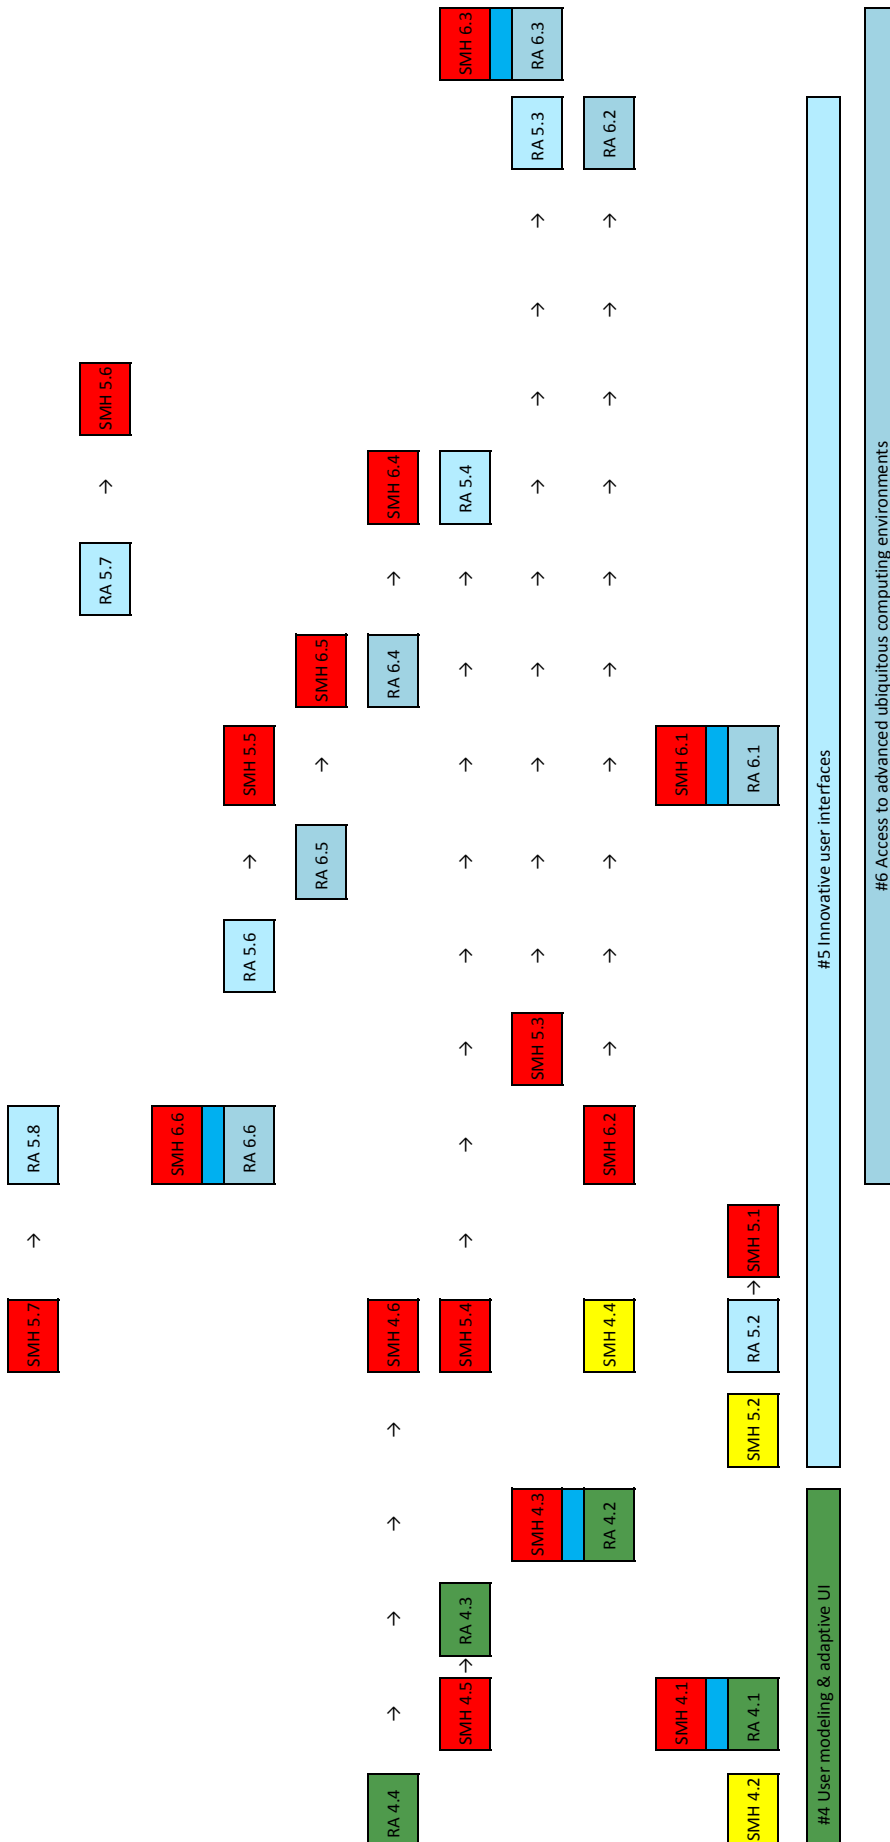 SMH 5.7 → RA 5.8
RA 5.7 → SMH 5.6
SMH 6.6
RA 6.6 RA 5.6 → SMH 5.5
RA 6.5 → SMH 6.5
RA 4.4 → → → → SMH 4.6 RA 6.4 → SMH 6.4
SMH 4.5 → RA 4.3 SMH 5.4 → → → → → → → → RA 5.4 SMH 6.3
SMH 4.3 SMH 5.3 → → → → → → → → → RA 5.3 RA 6.3
RA 4.2 SMH 4.4 SMH 6.2 → → → → → → → → → → RA 6.2
SMH 4.1 SMH 6.1
SMH 4.2 RA 4.1 SMH 5.2 RA 5.2 → SMH 5.1 RA 6.1
#4 User modeling & adaptive UI
#5 Innovative user interfaces
#6 Access to advanced ubiquitous computing environments